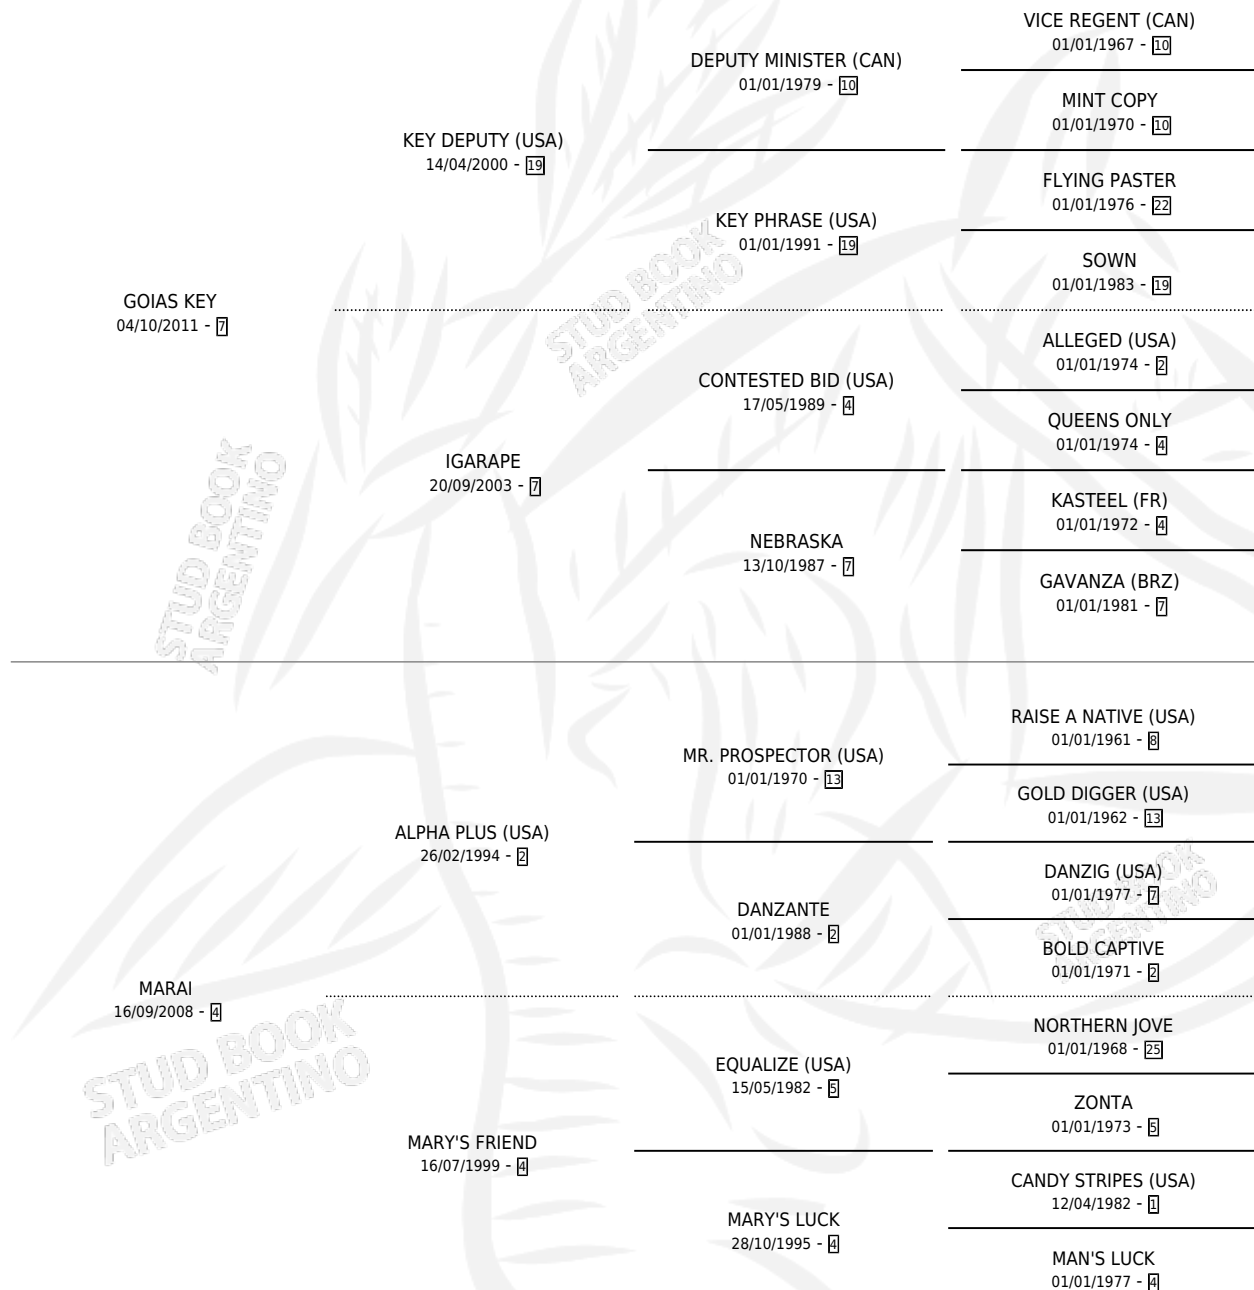 VICE REGENT (CAN)
01/01/1967 - 10
DEPUTY MINISTER (CAN)
01/01/1979 - 10
MINT COPY
01/01/1970 - 10
KEY DEPUTY (USA)
14/04/2000 - 19
FLYING PASTER
01/01/1976 - 22
KEY PHRASE (USA)
01/01/1991 - 19
SOWN
01/01/1983 - 19
GOIAS KEY
04/10/2011 - 7
ALLEGED (USA)
01/01/1974 - 2
CONTESTED BID (USA)
17/05/1989 - 4
QUEENS ONLY
01/01/1974 - 4
IGARAPE
20/09/2003 - 7
KASTEEL (FR)
01/01/1972 - 4
NEBRASKA
13/10/1987 - 7
GAVANZA (BRZ)
01/01/1981 - 7
STUD BOOK
ARGENTINO
STUD BOOK
ARGENTINO
RAISE A NATIVE (USA)
01/01/1961 - 8
MR. PROSPECTOR (USA)
01/01/1970 - 13
GOLD DIGGER (USA)
01/01/1962 - 13
ALPHA PLUS (USA)
26/02/1994 - 2
DANZIG (USA)
01/01/1977 - 7
DANZANTE
01/01/1988 - 2
BOLD CAPTIVE
01/01/1971 - 2
MARAI
16/09/2008 - 4
NORTHERN JOVE
01/01/1968 - 25
EQUALIZE (USA)
15/05/1982 - 5
ZONTA
01/01/1973 - 5
MARY'S FRIEND
16/07/1999 - 4
CANDY STRIPES (USA)
12/04/1982 - 1
MARY'S LUCK
28/10/1995 - 4
MAN'S LUCK
01/01/1977 - 4
STUD BOOK
ARGENTINO
STUD BOOK
ARGENTINO